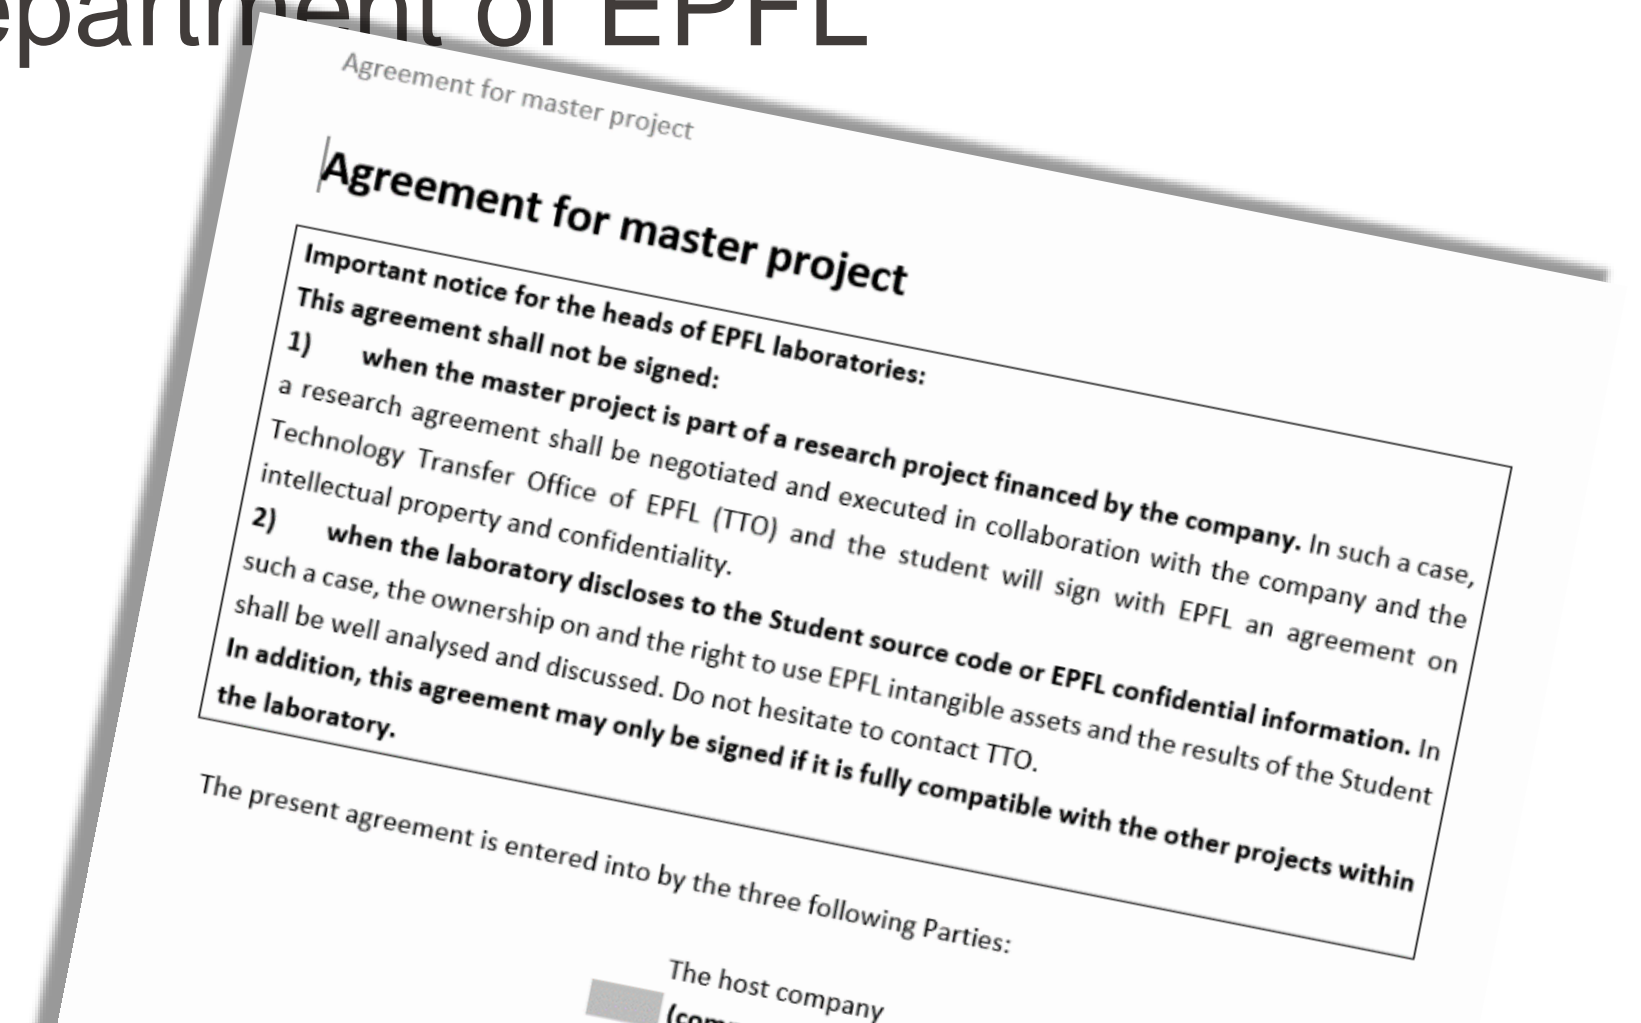 epartment of EPFL
Agreement for master project
Agreement for master project
Important notice for the heads of EPFL laboratories:
This agreement shall not be signed:
1) when the master project is part of a research project financed by the company. In such a case,
a research agreement shall be negotiated and executed in collaboration with the company and the
Technology Transfer Office of EPFL (TTO) and the student will sign with EPFL an agreement on
intellectual property and confidentiality.
2) when the laboratory discloses to the Student source code or EPFL confidential information. In
such a case, the ownership on and the right to use EPFL intangible assets and the results of the Student
shall be well analysed and discussed. Do not hesitate to contact TTO.
In addition, this agreement may only be signed if it is fully compatible with the other projects within
the laboratory.
The present agreement is entered into by the three following Parties:
The host company